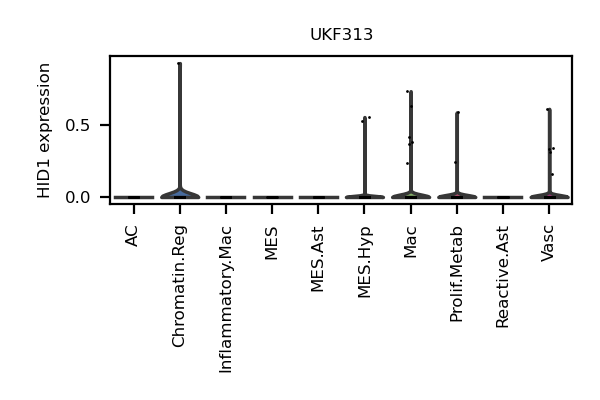 UKF313
HID1 expression
0.5
0.0
AC
Chromatin.Reg
Inflammatory.Mac
MES
MES.Ast
MES.Hyp
Mac
Prolif.Metab
Reactive.Ast
Vasc